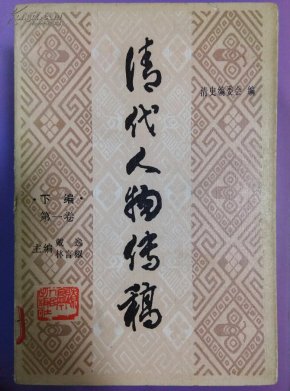 清史编委会 编
清代人物传稿
·下编·
第一卷
主编 戴逸
林言椒